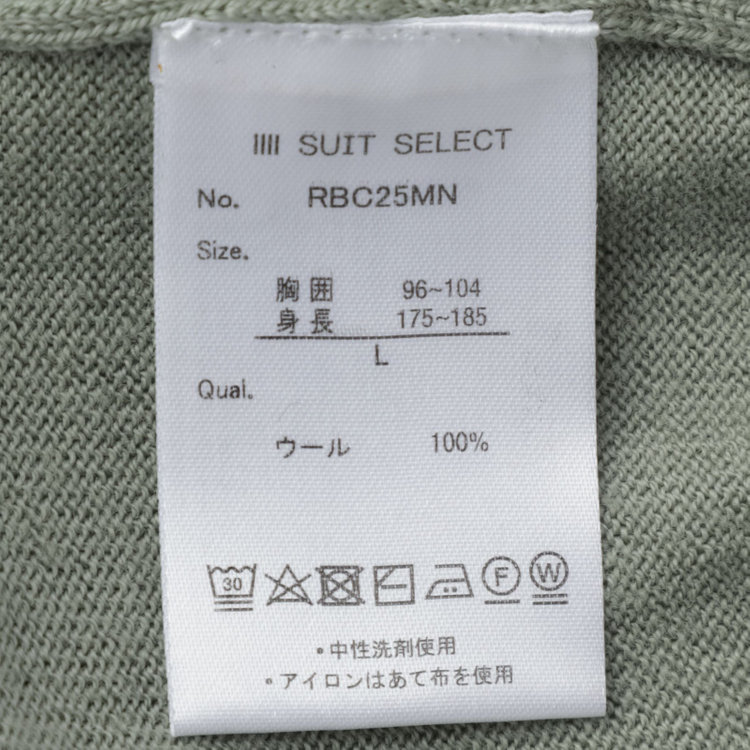 IIII SUIT SELECT
No. RBC25MN
Size.
胸囲 96~104
身長 175~185
L
Qual.
ウール 100%
30 F W
・中性洗剤使用
・アイロンはあて布を使用